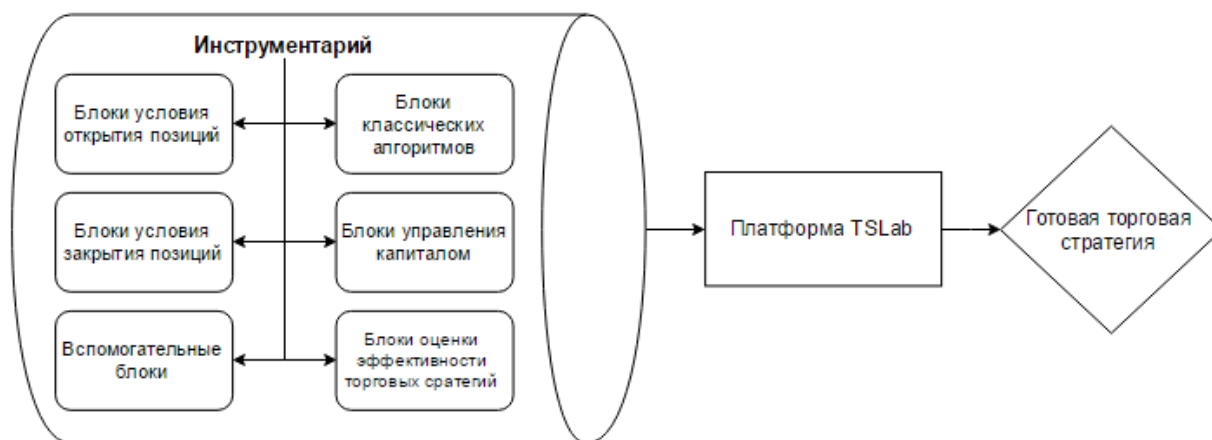 Инструментарий
Блоки условия
открытия позиций
Блоки
классических
алгоритмов
Блоки условия
закрытия позиций
Блоки управления
капиталом
Вспомогательные
блоки
Блоки оценки
эффективности
торговых сратегий
Платформа TSLab
Готовая торговая
стратегия